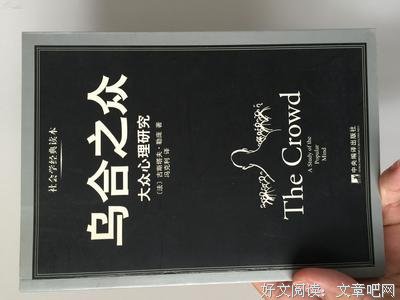 社会学经典读本
乌合之众
大众心理研究
〔法〕古斯塔夫·勒庞 著
冯克利 译
The Crowd
A Study of the
Popular
Mind
中央编译出版社
好文阅读，文章吧网